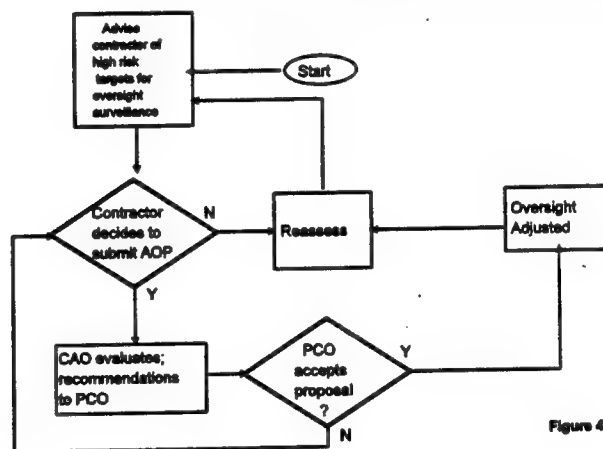 Advise
contractor of
high risk
targets for
oversight
surveillance
Start
Contractor
decides to
submit AOP
N
Y
Reassess
Oversight
Adjusted
CAO evaluates;
recommendations
to PCO
PCO
accepts
proposal
?
Y
N
Figure 4